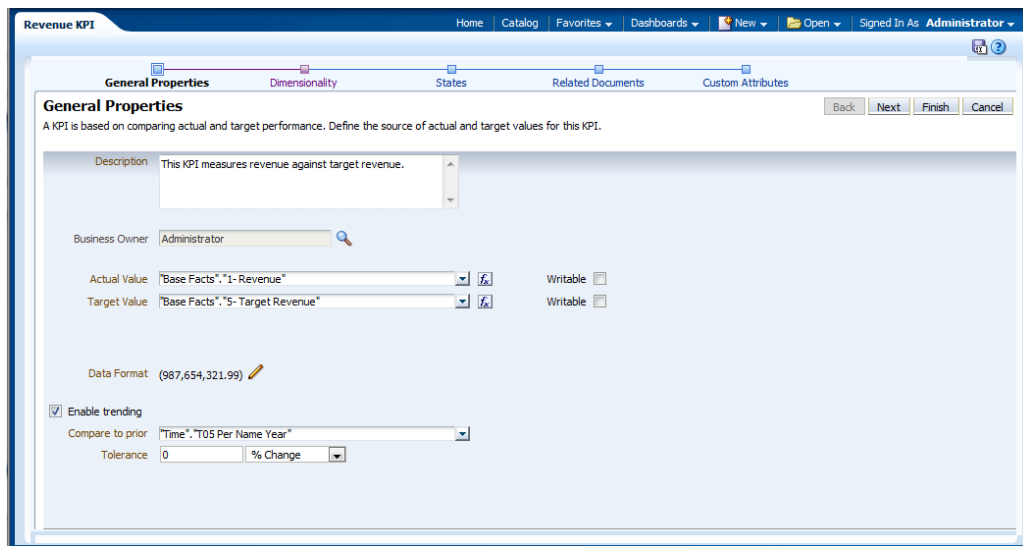 Revenue KPI
Home Catalog Favorites Dashboards New Open Signed In As Administrator
General Properties Dimensionality States Related Documents Custom Attributes
General Properties
Back Next Finish Cancel
A KPI is based on comparing actual and target performance. Define the source of actual and target values for this KPI.
Description This KPI measures revenue against target revenue.
Business Owner Administrator
Actual Value "Base Facts"."1- Revenue" fx Writable
Target Value "Base Facts"."5- Target Revenue" fx Writable
Data Format (987,654,321.99)
Enable trending
Compare to prior "Time"."T05 Per Name Year"
Tolerance 0 % Change